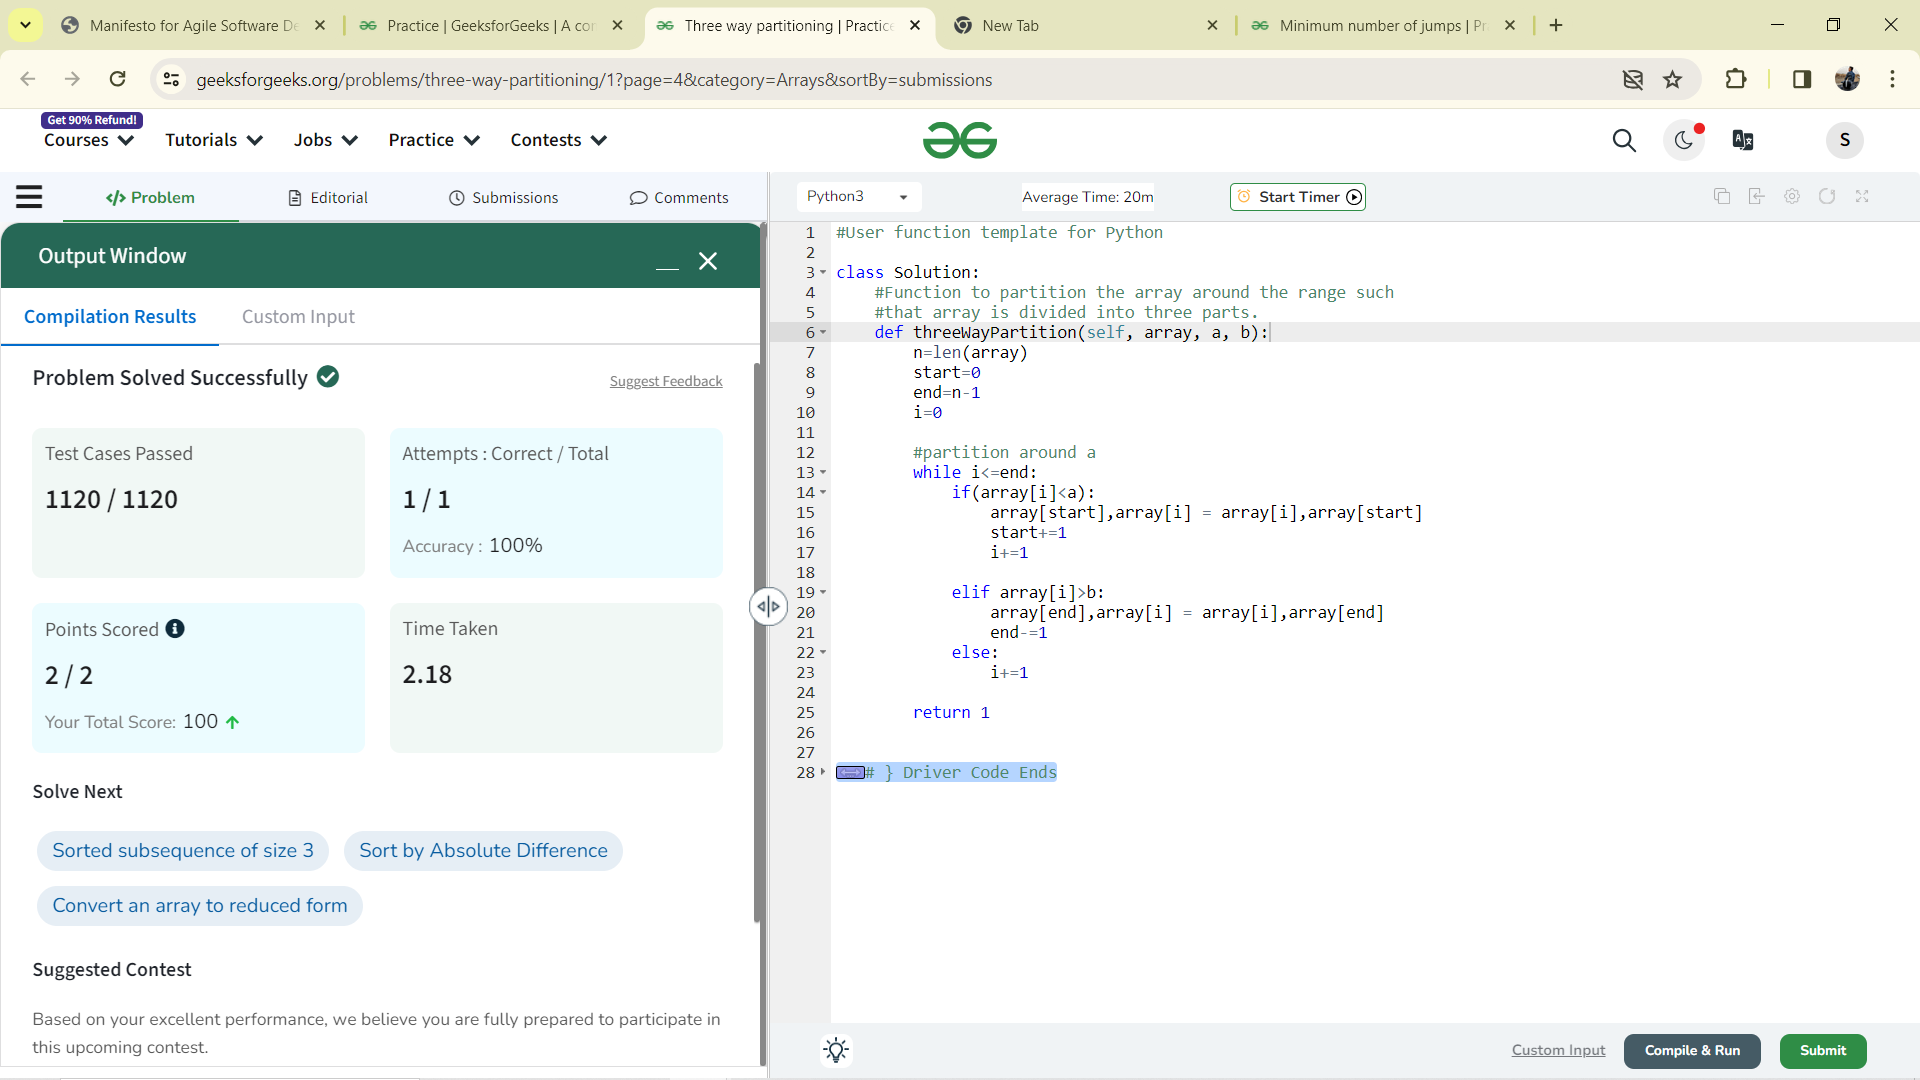 Manifesto for Agile Software De
Practice | GeeksforGeeks | A cor
Three way partitioning | Practice
New Tab
Minimum number of jumps | Pr
geeksforgeeks.org/problems/three-way-partitioning/1?page=4&category=Arrays&sortBy=submissions
Get 90% Refund!
Courses
Tutorials
Jobs
Practice
Contests
S
Problem
Editorial
Submissions
Comments
Python3
Average Time: 20m
Start Timer
Output Window
Compilation Results
Custom Input
Problem Solved Successfully
Suggest Feedback
Test Cases Passed
1120 / 1120
Attempts : Correct / Total
1 / 1
Accuracy : 100%
Points Scored
2 / 2
Your Total Score: 100
Time Taken
2.18
Solve Next
Sorted subsequence of size 3
Sort by Absolute Difference
Convert an array to reduced form
Suggested Contest
Based on your excellent performance, we believe you are fully prepared to participate in
this upcoming contest.
1 #User function template for Python
2
3 class Solution:
4     #Function to partition the array around the range such
5     #that array is divided into three parts.
6     def threeWayPartition(self, array, a, b):
7         n=len(array)
8         start=0
9         end=n-1
10         i=0
11
12         #partition around a
13         while i<=end:
14             if(array[i]<a):
15                 array[start],array[i] = array[i],array[start]
16                 start+=1
17                 i+=1
18
19             elif array[i]>b:
20                 array[end],array[i] = array[i],array[end]
21                 end-=1
22             else:
23                 i+=1
24
25         return 1
26
27
28 # } Driver Code Ends
Custom Input
Compile & Run
Submit